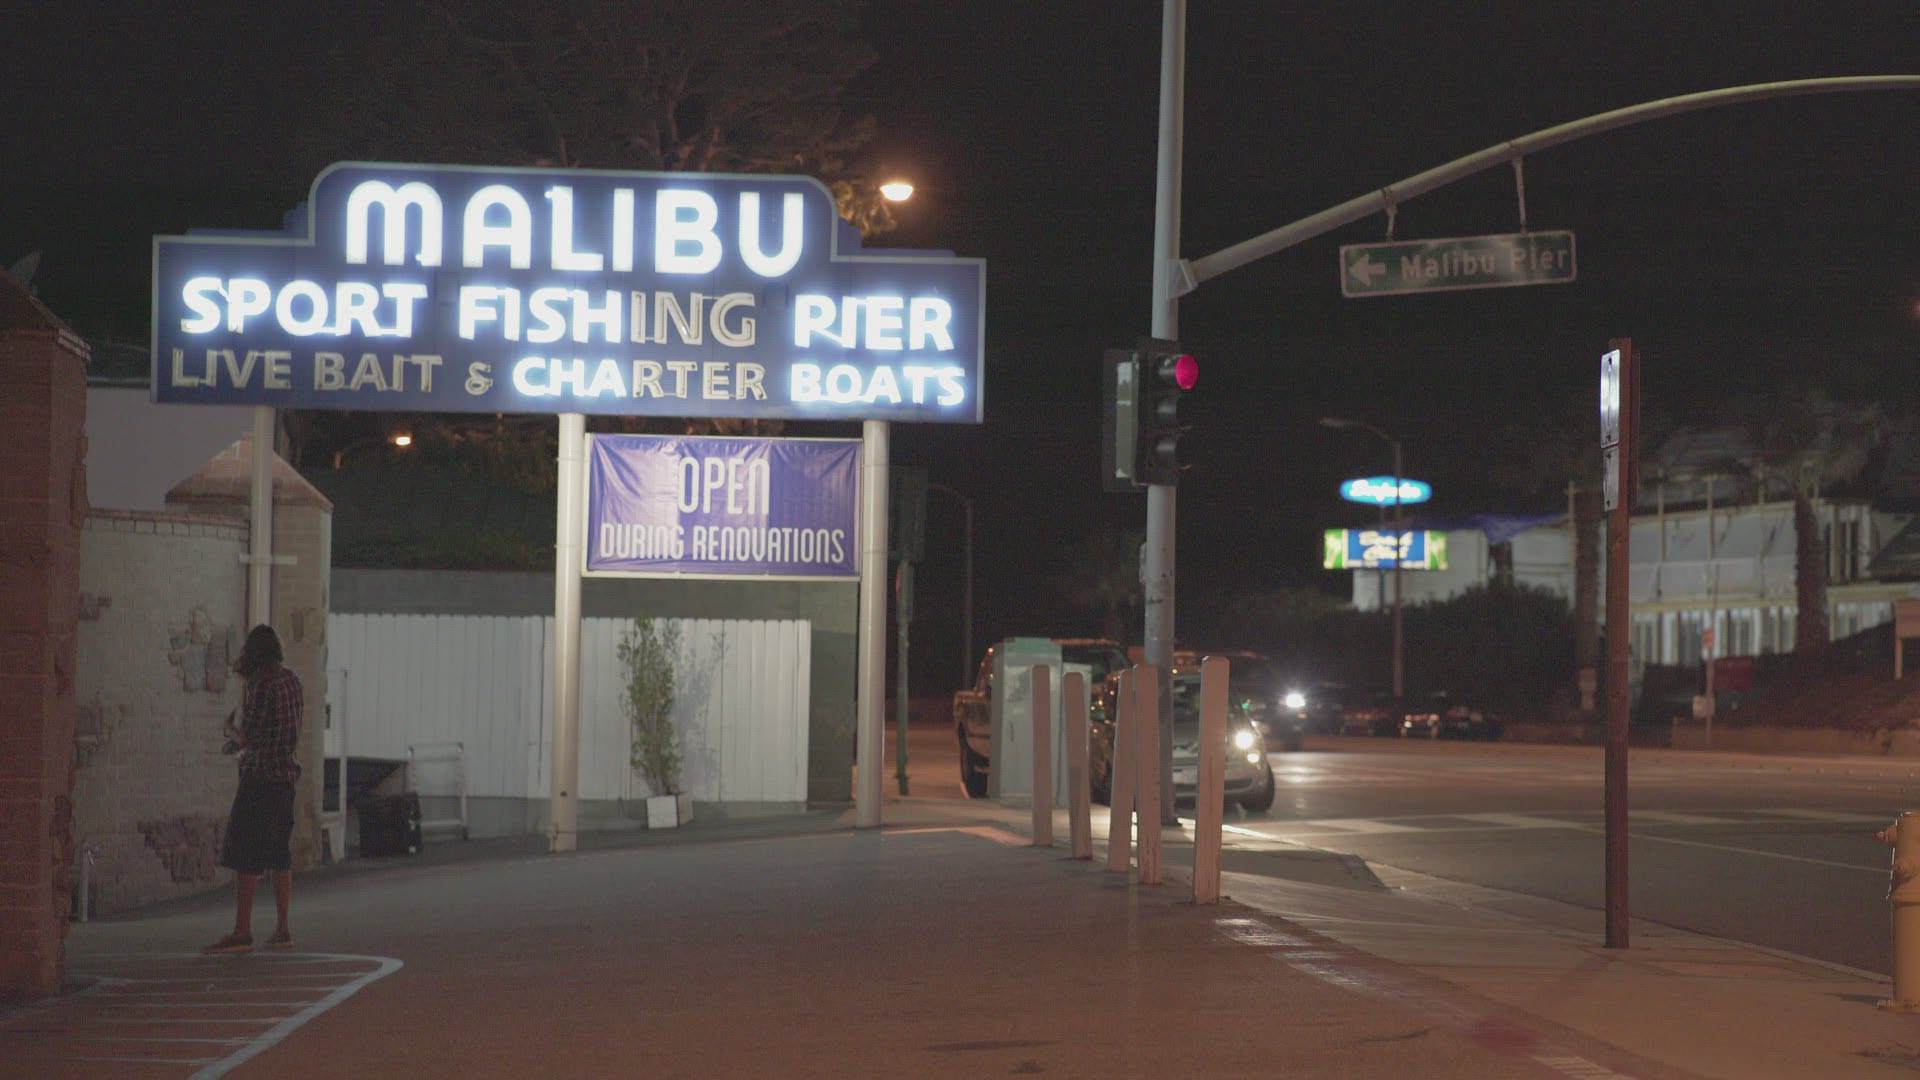 MALIBU
SPORT FISHING PIER
LIVE BAIT & CHARTER BOATS
OPEN
DURING RENOVATIONS
Malibu Pier